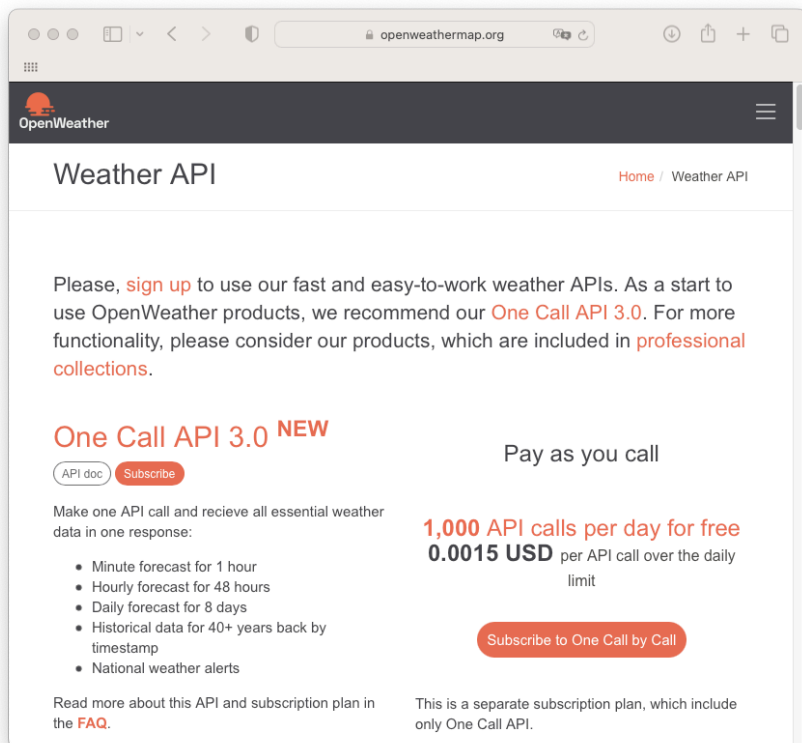 openweathermap.org
OpenWeather
Weather API
Home / Weather API
Please, sign up to use our fast and easy-to-work weather APIs. As a start to
use OpenWeather products, we recommend our One Call API 3.0. For more
functionality, please consider our products, which are included in professional
collections.
One Call API 3.0 NEW
API doc Subscribe
Make one API call and recieve all essential weather
data in one response:
Minute forecast for 1 hour
Hourly forecast for 48 hours
Daily forecast for 8 days
Historical data for 40+ years back by
timestamp
National weather alerts
Read more about this API and subscription plan in
the FAQ.
Pay as you call
1,000 API calls per day for free
0.0015 USD per API call over the daily
limit
Subscribe to One Call by Call
This is a separate subscription plan, which include
only One Call API.